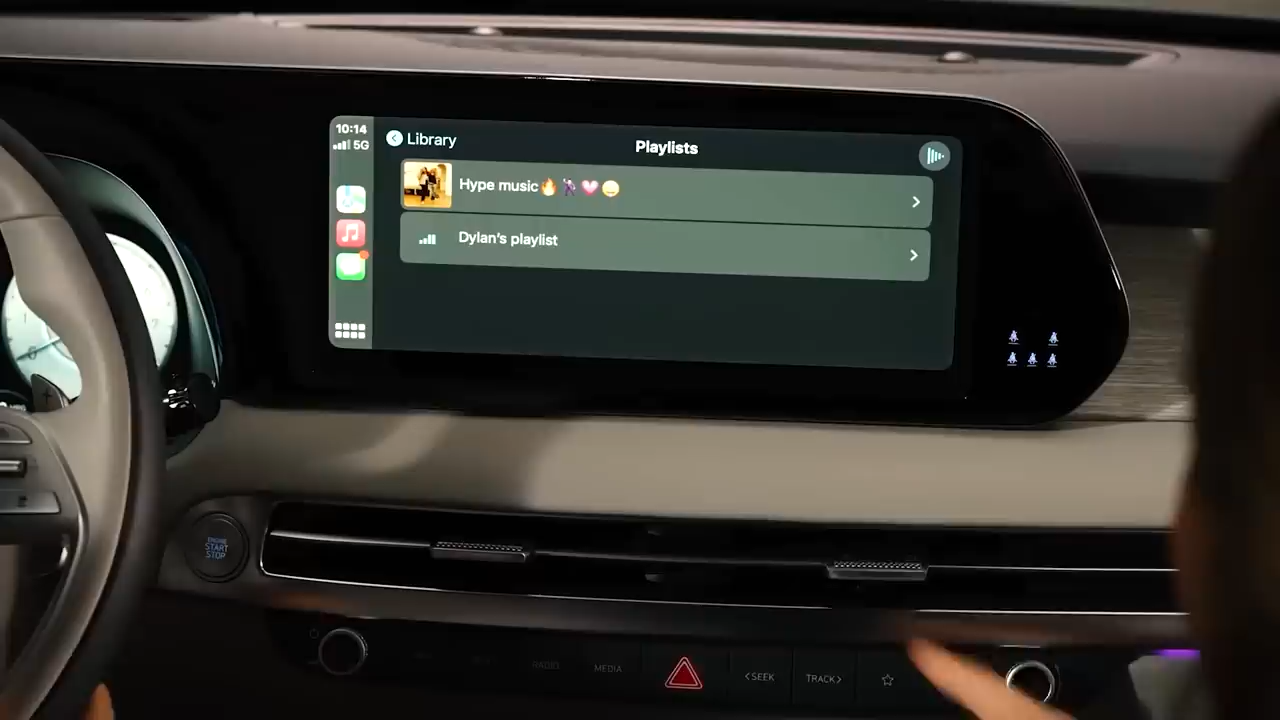 10:14
5G
Library
Playlists
Hype music🔥🕺💗😄
Dylan's playlist
ENGINE
START
STOP
RADIO
MEDIA
<SEEK
TRACK>